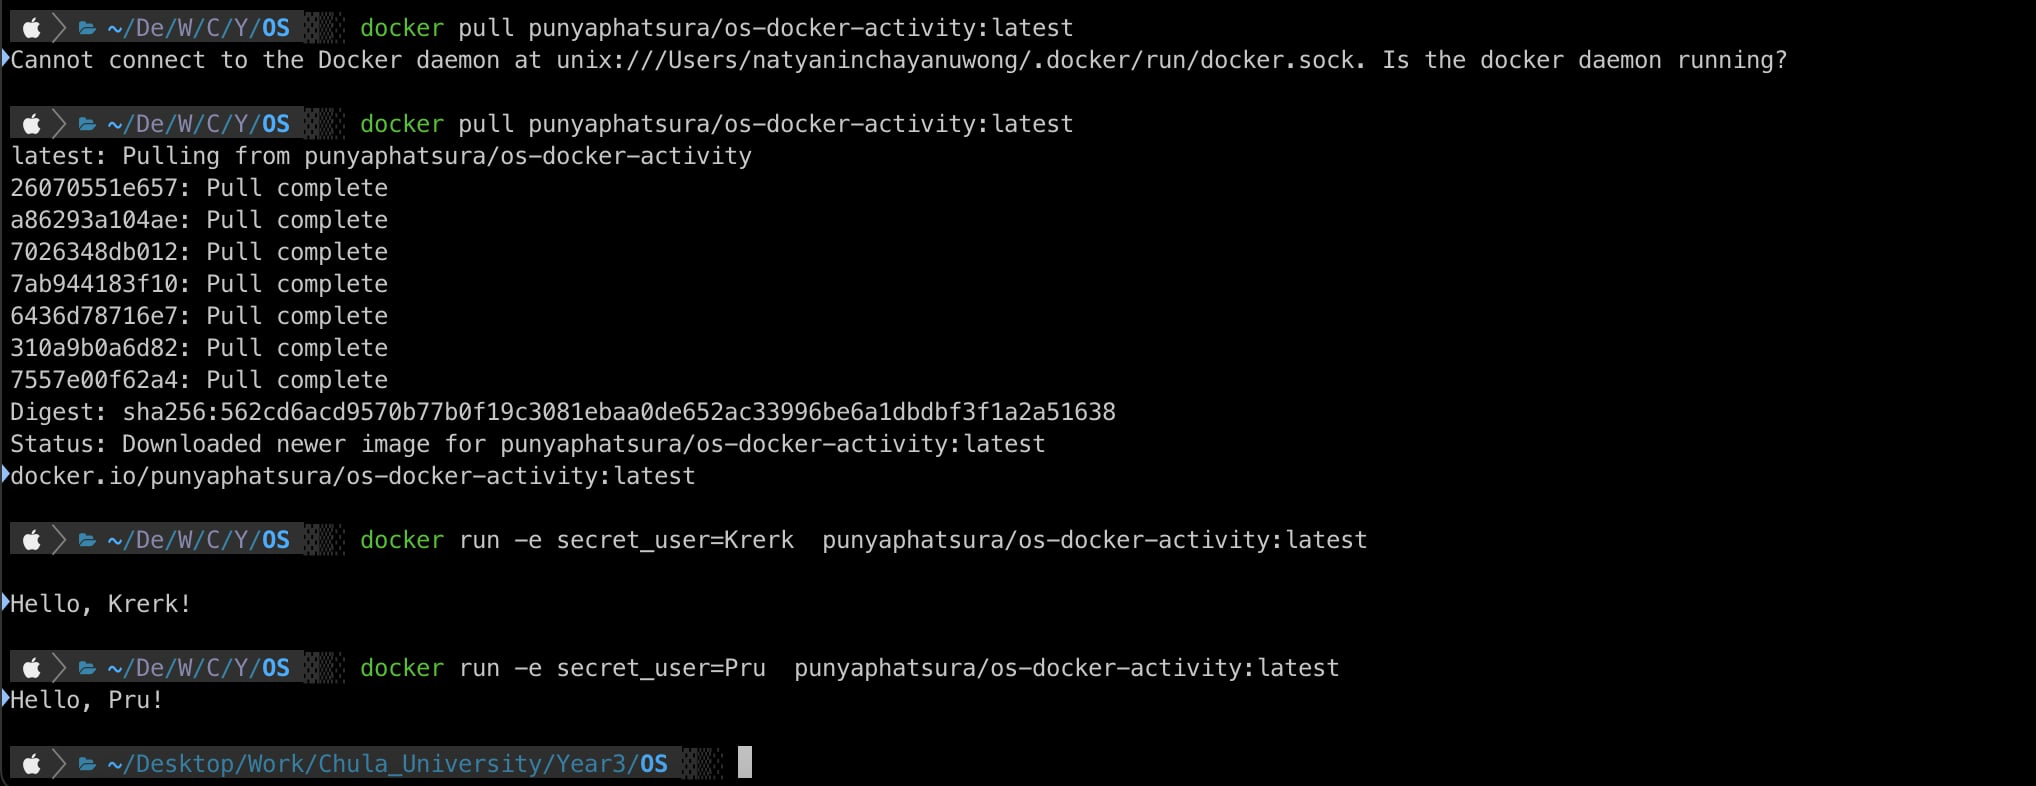 ~/De/W/C/Y/OS docker pull punyaphatsura/os-docker-activity:latest
Cannot connect to the Docker daemon at unix:///Users/natyaninchayanuwong/.docker/run/docker.sock. Is the docker daemon running?
~/De/W/C/Y/OS docker pull punyaphatsura/os-docker-activity:latest
latest: Pulling from punyaphatsura/os-docker-activity
26070551e657: Pull complete
a86293a104ae: Pull complete
7026348db012: Pull complete
7ab944183f10: Pull complete
6436d78716e7: Pull complete
310a9b0a6d82: Pull complete
7557e00f62a4: Pull complete
Digest: sha256:562cd6acd9570b77b0f19c3081ebaa0de652ac33996be6a1dbdbf3f1a2a51638
Status: Downloaded newer image for punyaphatsura/os-docker-activity:latest
docker.io/punyaphatsura/os-docker-activity:latest
~/De/W/C/Y/OS docker run -e secret_user=Krerk  punyaphatsura/os-docker-activity:latest
Hello, Krerk!
~/De/W/C/Y/OS docker run -e secret_user=Pru  punyaphatsura/os-docker-activity:latest
Hello, Pru!
~/Desktop/Work/Chula_University/Year3/OS